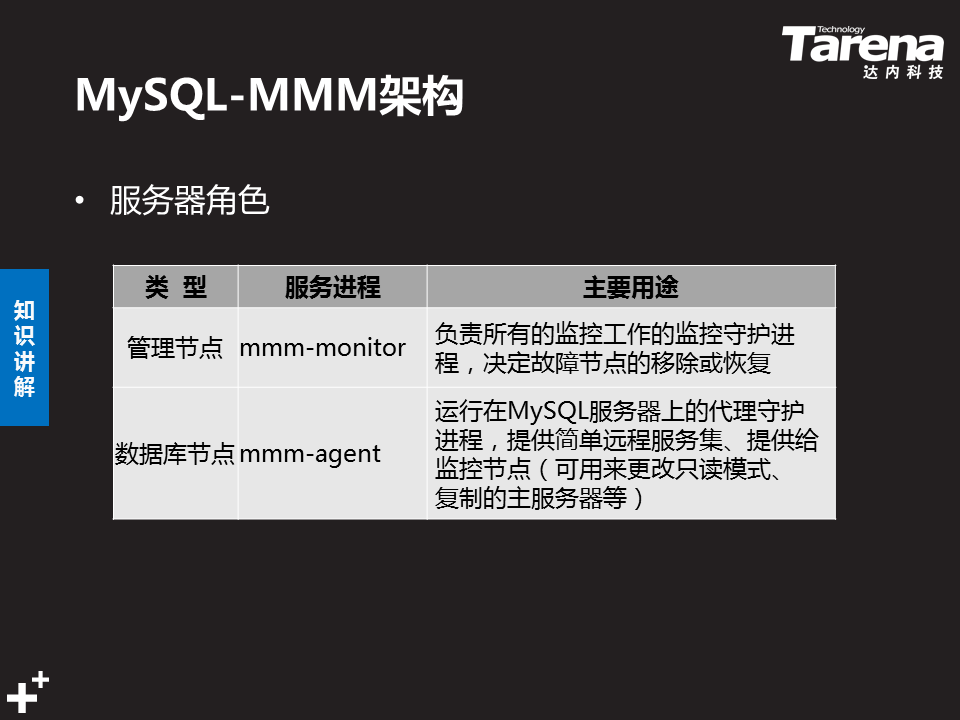 Technology
Tarena
达内科技
MySQL-MMM架构
• 服务器角色
知识讲解
类 型 服务进程 主要用途
管理节点 mmm-monitor 负责所有的监控工作的监控守护进
程，决定故障节点的移除或恢复
数据库节点 mmm-agent 运行在MySQL服务器上的代理守护
进程，提供简单远程服务集、提供给
监控节点（可用来更改只读模式、
复制的主服务器等）